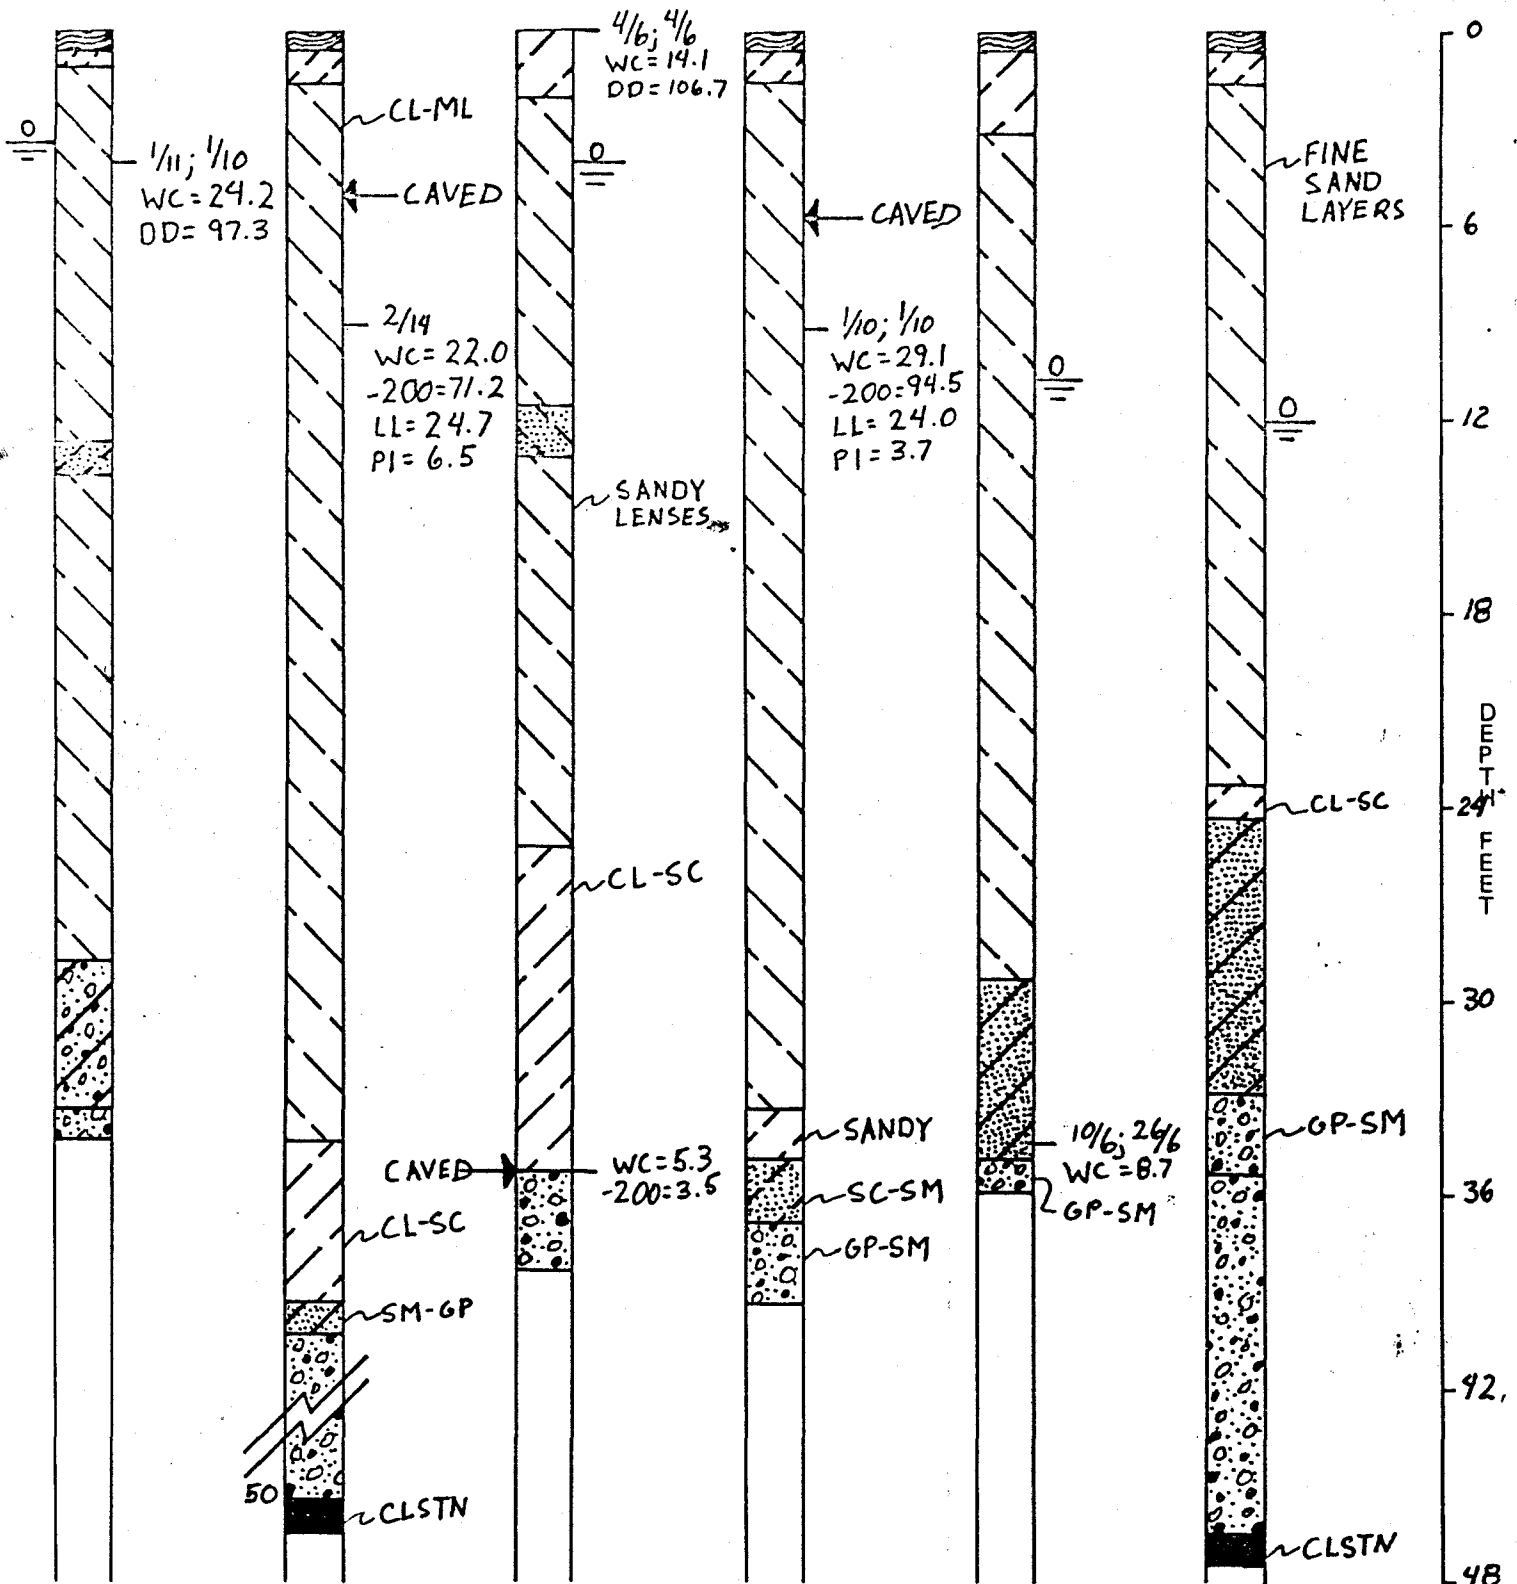 0
1/11; 1/10
WC=24.2
DD=97.3
CL-ML
CAVED
2/14
WC=22.0
-200=71.2
LL=24.7
PI=6.5
CL-SC
SM-GP
50
CLSTN
4/6; 4/6
WC=14.1
DD=106.7
0
SANDY
LENSES
CL-SC
CAVED
WC=5.3
-200=3.5
CAVED
1/10; 1/10
WC=29.1
-200=94.5
LL=24.0
PI=3.7
SANDY
SC-SM
GP-SM
0
10/6; 26/6
WC=8.7
GP-SM
FINE
SAND
LAYERS
0
CL-SC
GP-SM
CLSTN
0
6
12
18
24
30
36
42
48
DEPTH FEET